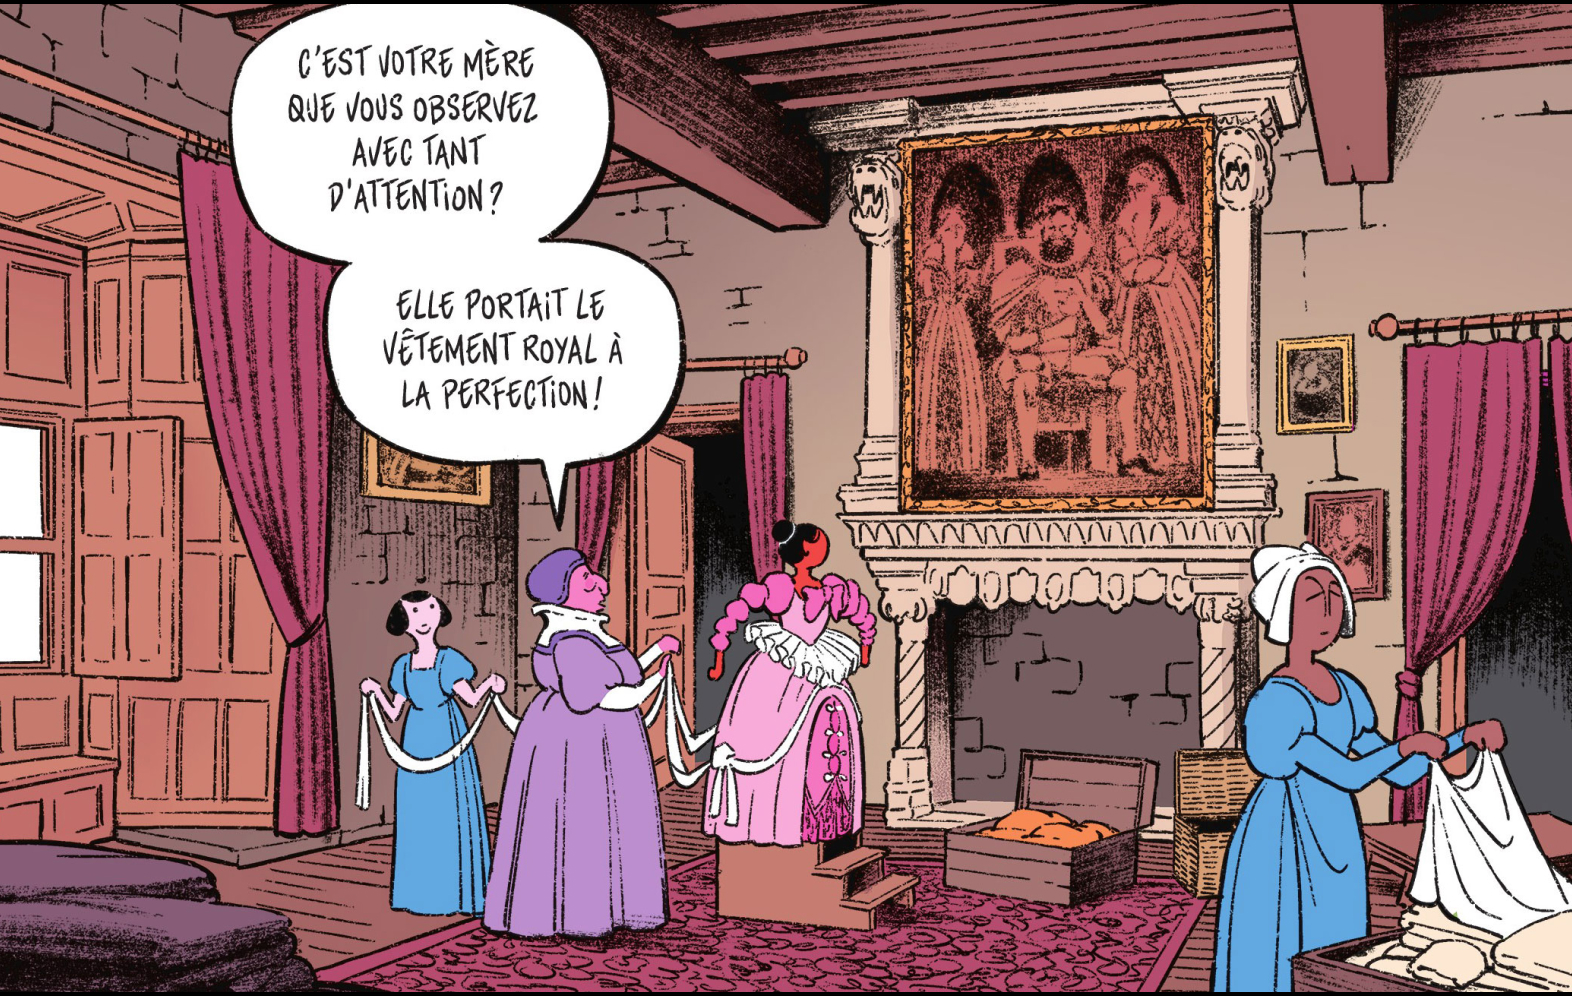 C'EST VOTRE MÈRE
QUE VOUS OBSERVEZ
AVEC TANT
D'ATTENTION ?
ELLE PORTAIT LE
VÊTEMENT ROYAL À
LA PERFECTION !